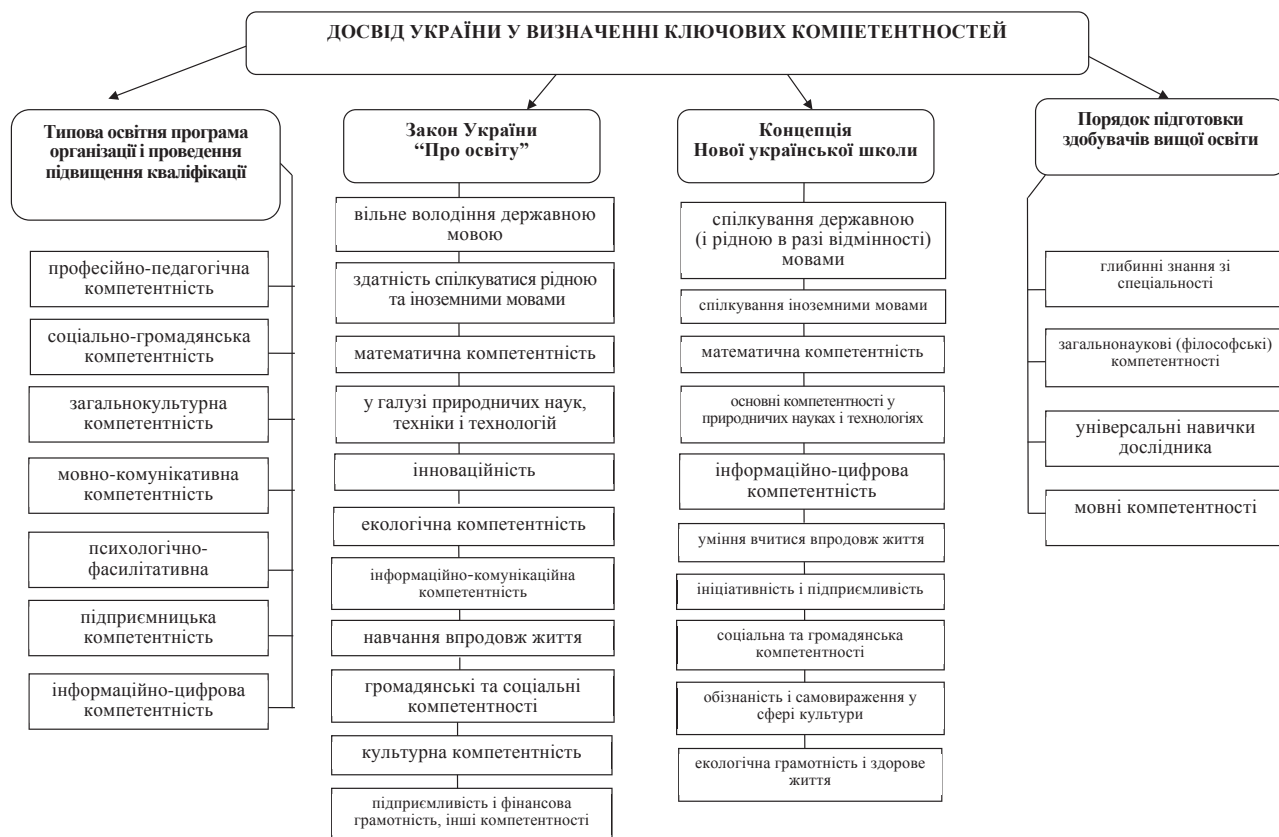 ДОСВІД УКРАЇНИ У ВИЗНАЧЕННІ КЛЮЧОВИХ КОМПЕТЕНТНОСТЕЙ
Типова освітня програма
організації і проведення
підвищення кваліфікації
професійно-педагогічна
компетентність
соціально-громадянська
компетентність
загальнокультурна
компетентність
мовно-комунікативна
компетентність
психологічно-
фасилітативна
підприємницька
компетентність
інформаційно-цифрова
компетентність
Закон України
“Про освіту”
вільне володіння державною
мовою
здатність спілкуватися рідною
та іноземними мовами
математична компетентність
у галузі природничих наук,
техніки і технологій
інноваційність
екологічна компетентність
інформаційно-комунікаційна
компетентність
навчання впродовж життя
громадянські та соціальні
компетентності
культурна компетентність
підприємливість і фінансова
грамотність, інші компетентності
Концепція
Нової української школи
спілкування державною
(і рідною в разі відмінності)
мовами
спілкування іноземними мовами
математична компетентність
основні компетентності у
природничих науках і технологіях
інформаційно-цифрова
компетентність
уміння вчитися впродовж життя
ініціативність і підприємливість
соціальна та громадянська
компетентності
обізнаність і самовираження у
сфері культури
екологічна грамотність і здорове
життя
Порядок підготовки
здобувачів вищої освіти
глибинні знання зі
спеціальності
загальнонаукові (філософські)
компетентності
універсальні навички
дослідника
мовні компетентності